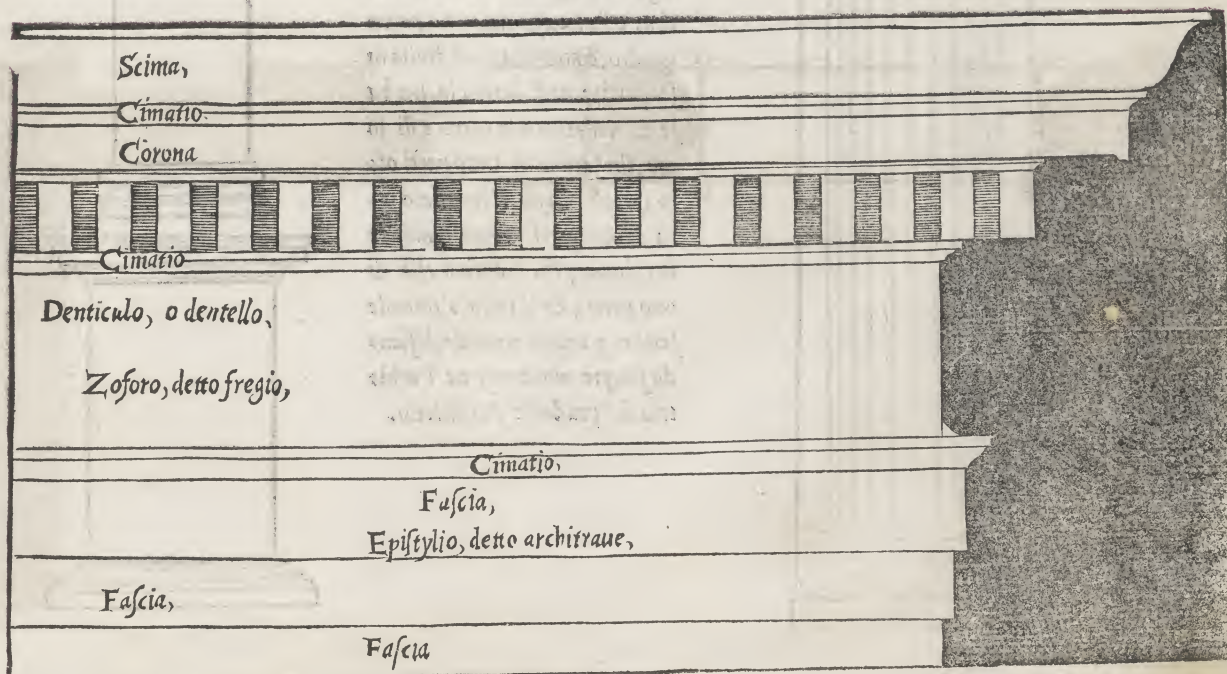 Scima,
Cimatio.
Corona
Cimatio
Denticulo, o dentello,
Zoforo, detto fregio,
Cimatio,
Faſcia,
Epiſtylio, detto architraue,
Faſcia,
Faſcia